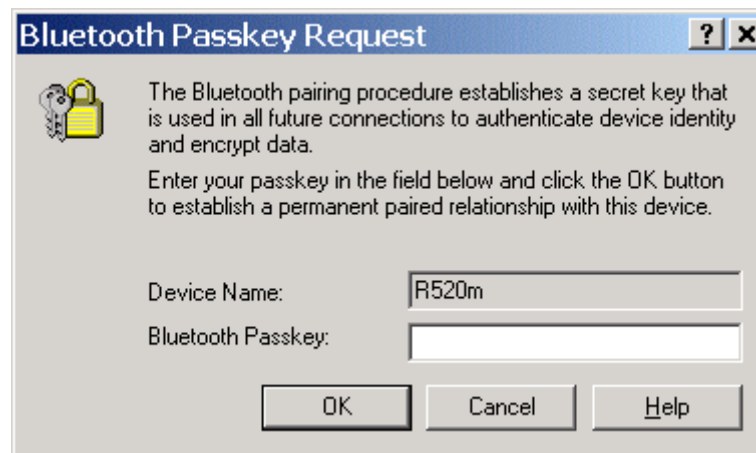 Bluetooth Passkey Request
The Bluetooth pairing procedure establishes a secret key that
is used in all future connections to authenticate device identity
and encrypt data.
Enter your passkey in the field below and click the OK button
to establish a permanent paired relationship with this device.
Device Name: R520m
Bluetooth Passkey:
OK Cancel Help